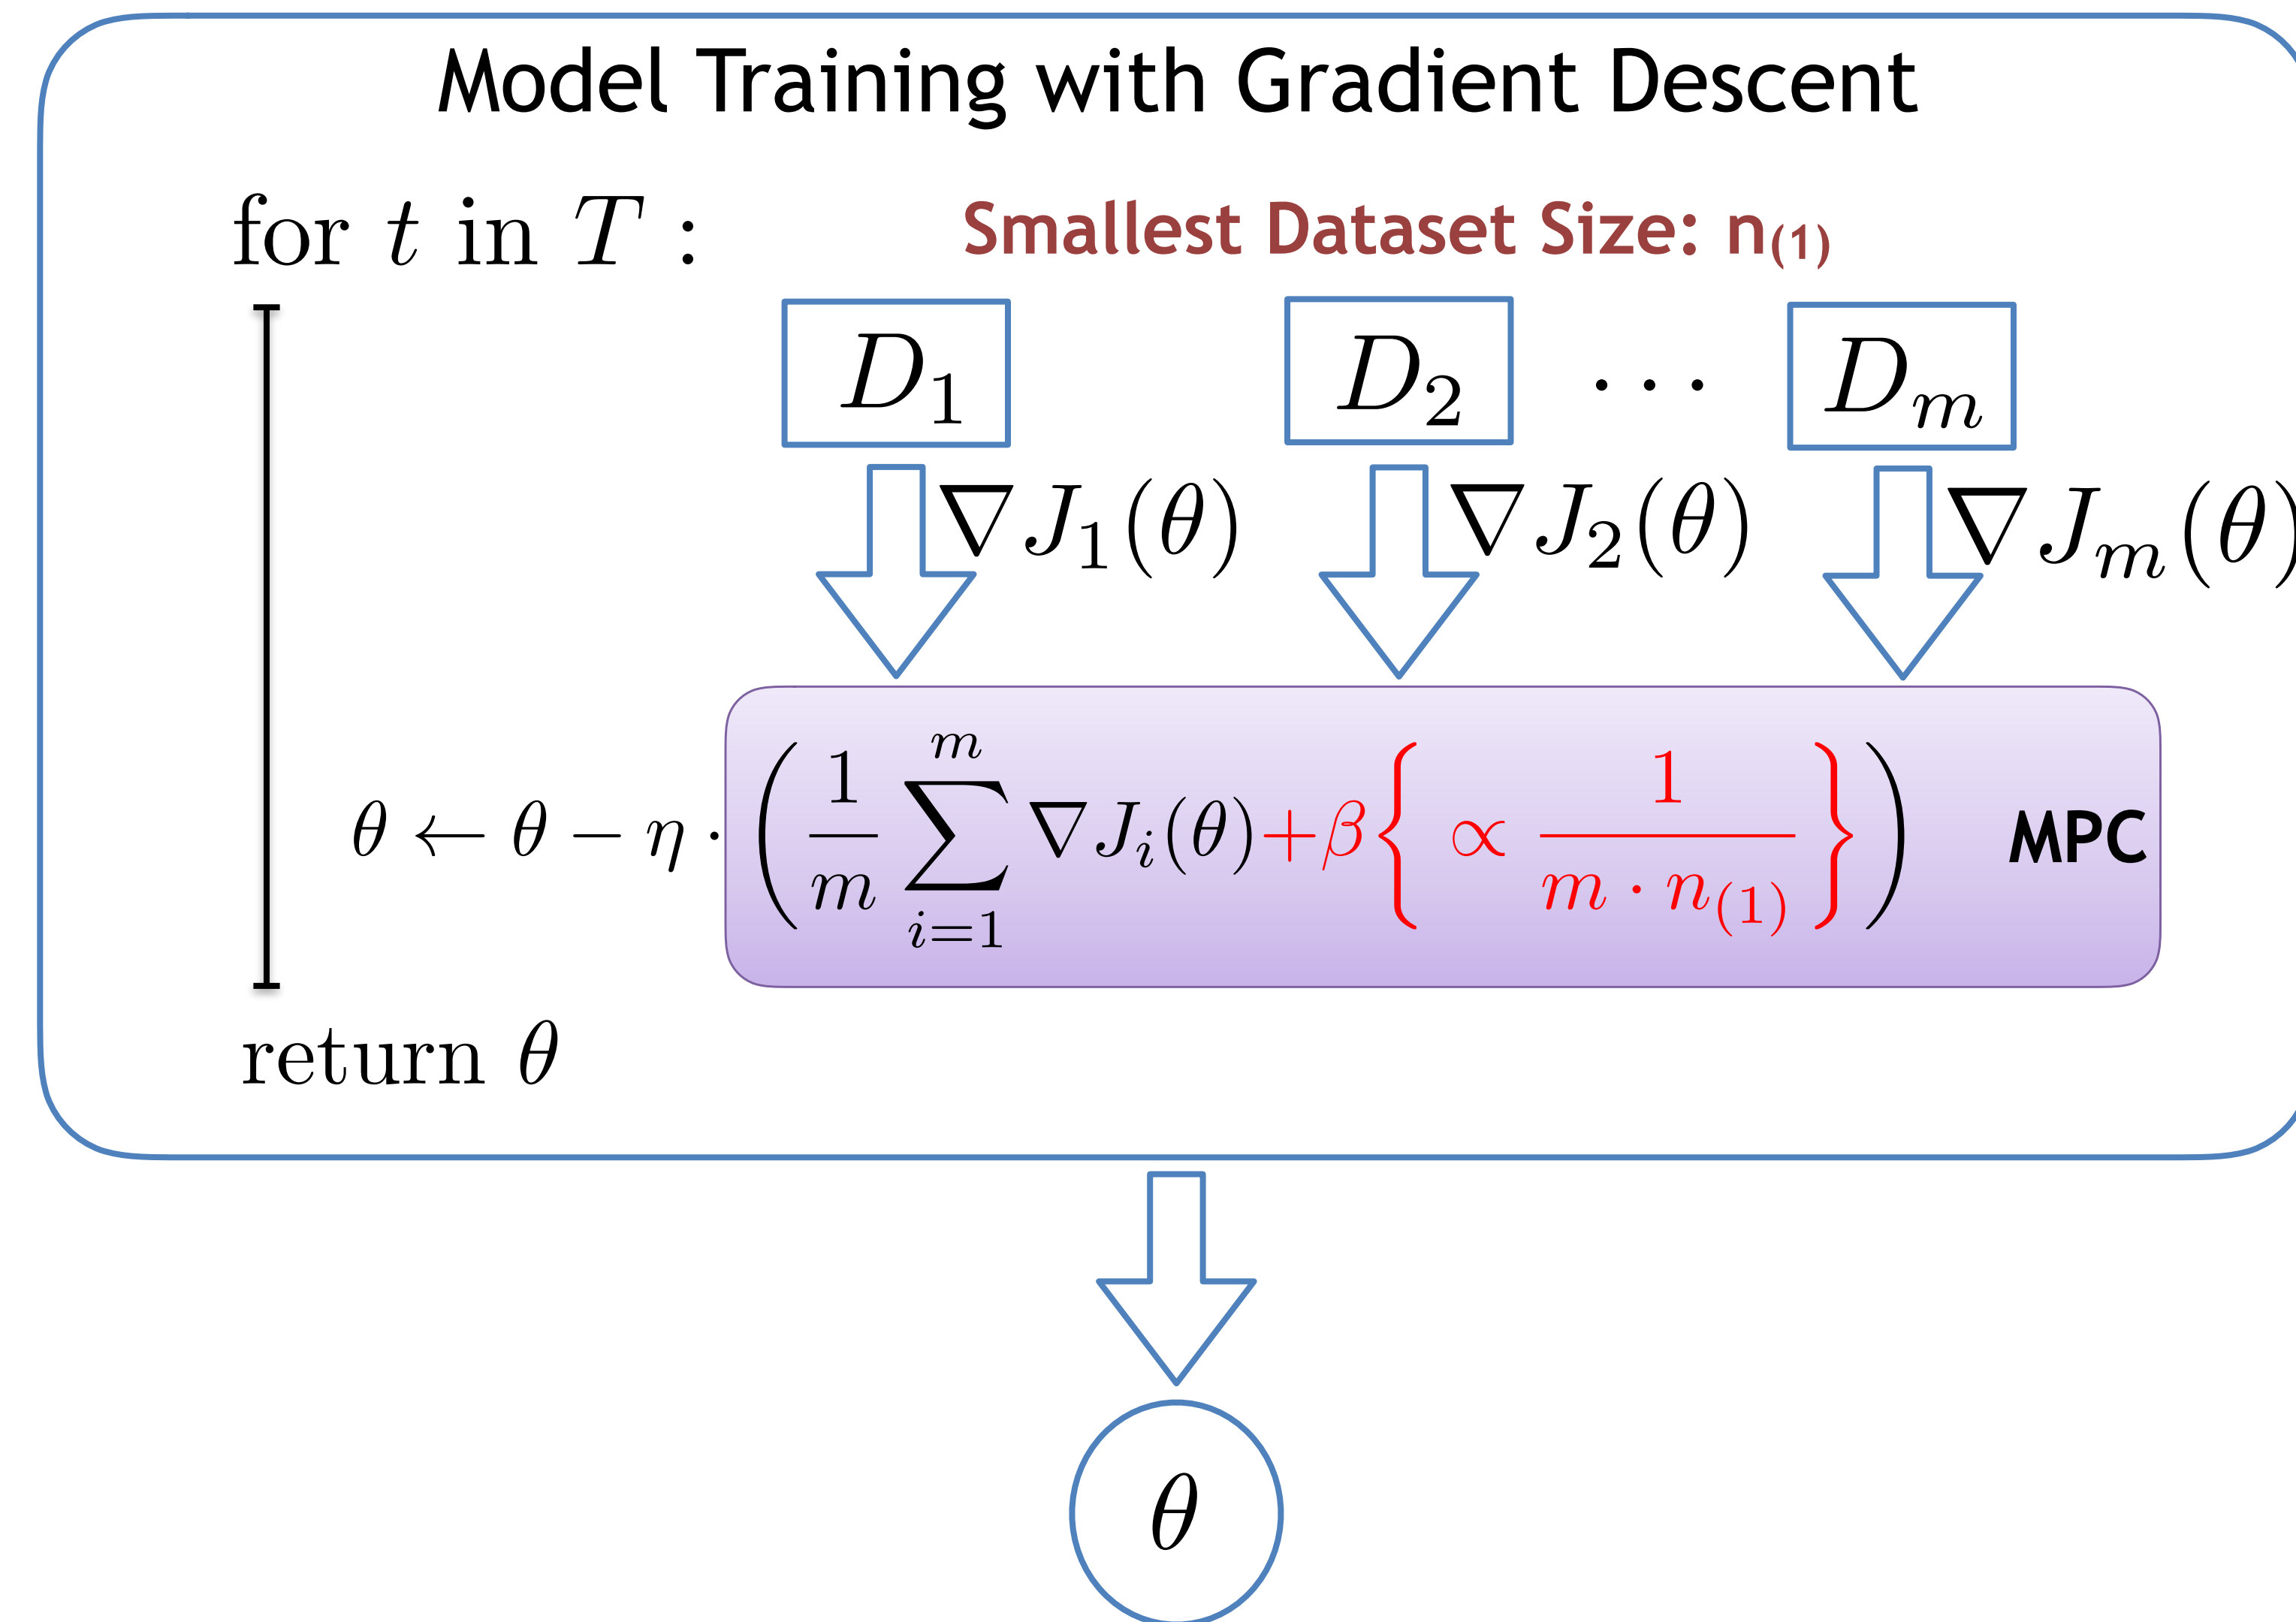 Model Training with Gradient Descent
for t in T :
Smallest Dataset Size: n(1)
D₁ D₂ ··· Dₘ
∇J₁(θ) ∇J₂(θ) ∇Jₘ(θ)
θ ← θ − η · ( 1/m ∑ᵢ₌₁ᵐ ∇Jᵢ(θ) + β { ∝ 1/(m · n₍₁₎) } ) MPC
return θ
θ